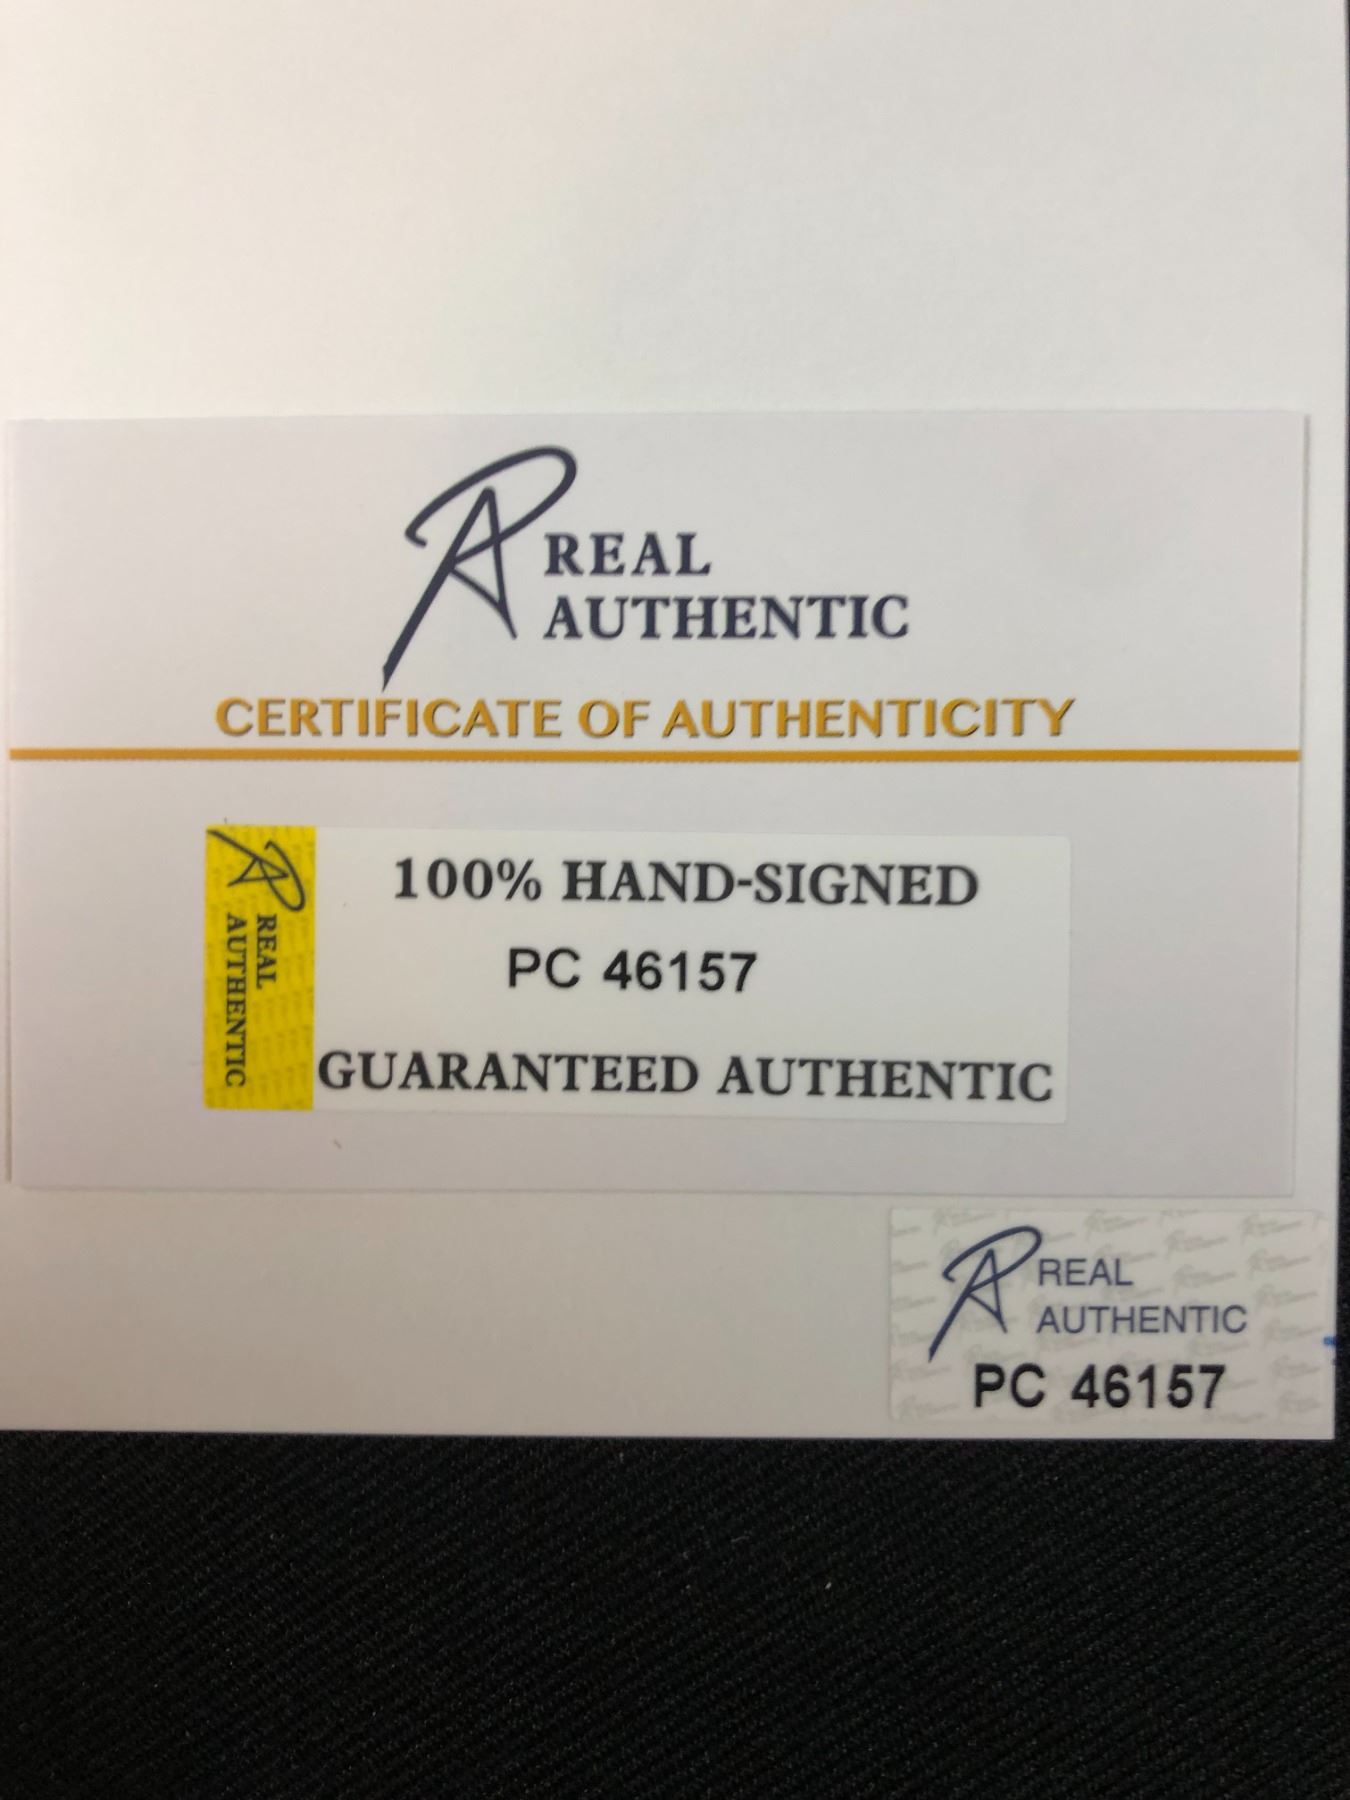 REAL
AUTHENTIC
CERTIFICATE OF AUTHENTICITY
REAL
AUTHENTIC
100% HAND-SIGNED
PC 46157
GUARANTEED AUTHENTIC
REAL
AUTHENTIC
PC 46157